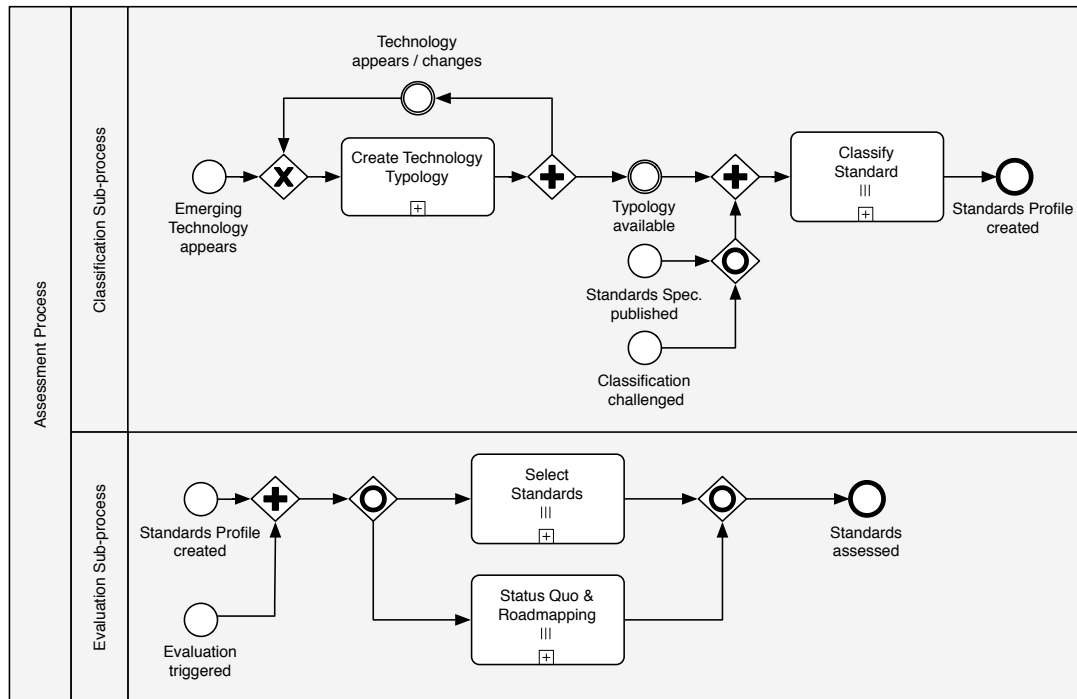 Assessment Process
Classification Sub-process
Technology
appears / changes
Emerging
Technology
appears
X
Create Technology
Typology
Typology
available
Standards Spec.
published
Classification
challenged
Classify
Standard
Standards Profile
created
Evaluation Sub-process
Standards Profile
created
Evaluation
triggered
Select
Standards
Status Quo &
Roadmapping
Standards
assessed